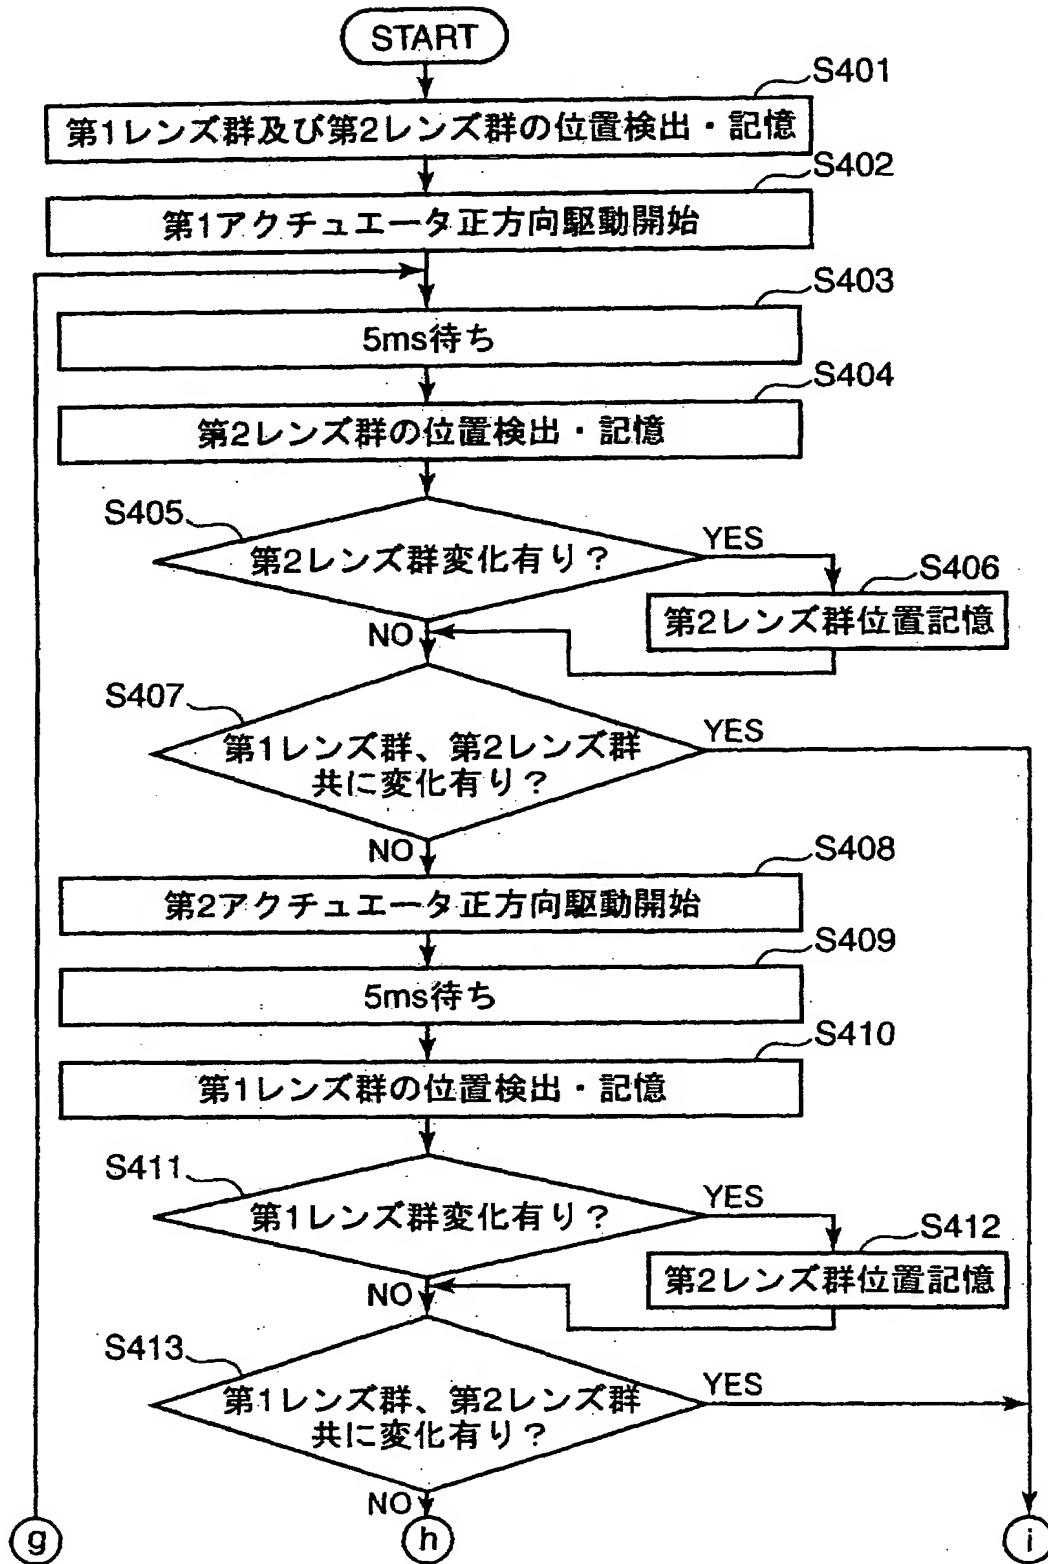 START
S401
第1レンズ群及び第2レンズ群の位置検出・記憶
S402
第1アクチュエータ正方向駆動開始
S403
5ms待ち
S404
第2レンズ群の位置検出・記憶
S405
第2レンズ群変化有り?
YES
S406
第2レンズ群位置記憶
NO
S407
第1レンズ群、第2レンズ群
共に変化有り?
YES
NO
S408
第2アクチュエータ正方向駆動開始
S409
5ms待ち
S410
第1レンズ群の位置検出・記憶
S411
第1レンズ群変化有り?
YES
S412
第2レンズ群位置記憶
NO
S413
第1レンズ群、第2レンズ群
共に変化有り?
YES
NO
g
h
i